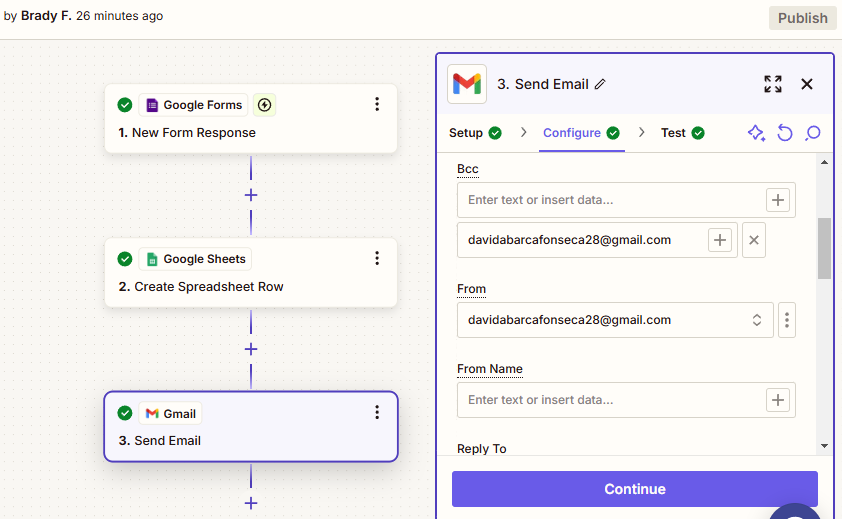 by Brady F. 26 minutes ago
Publish
Google Forms
1. New Form Response
Google Sheets
2. Create Spreadsheet Row
Gmail
3. Send Email
3. Send Email
Setup
Configure
Test
Bcc
Enter text or insert data...
davidabarcafonseca28@gmail.com
From
davidabarcafonseca28@gmail.com
From Name
Enter text or insert data...
Reply To
Continue